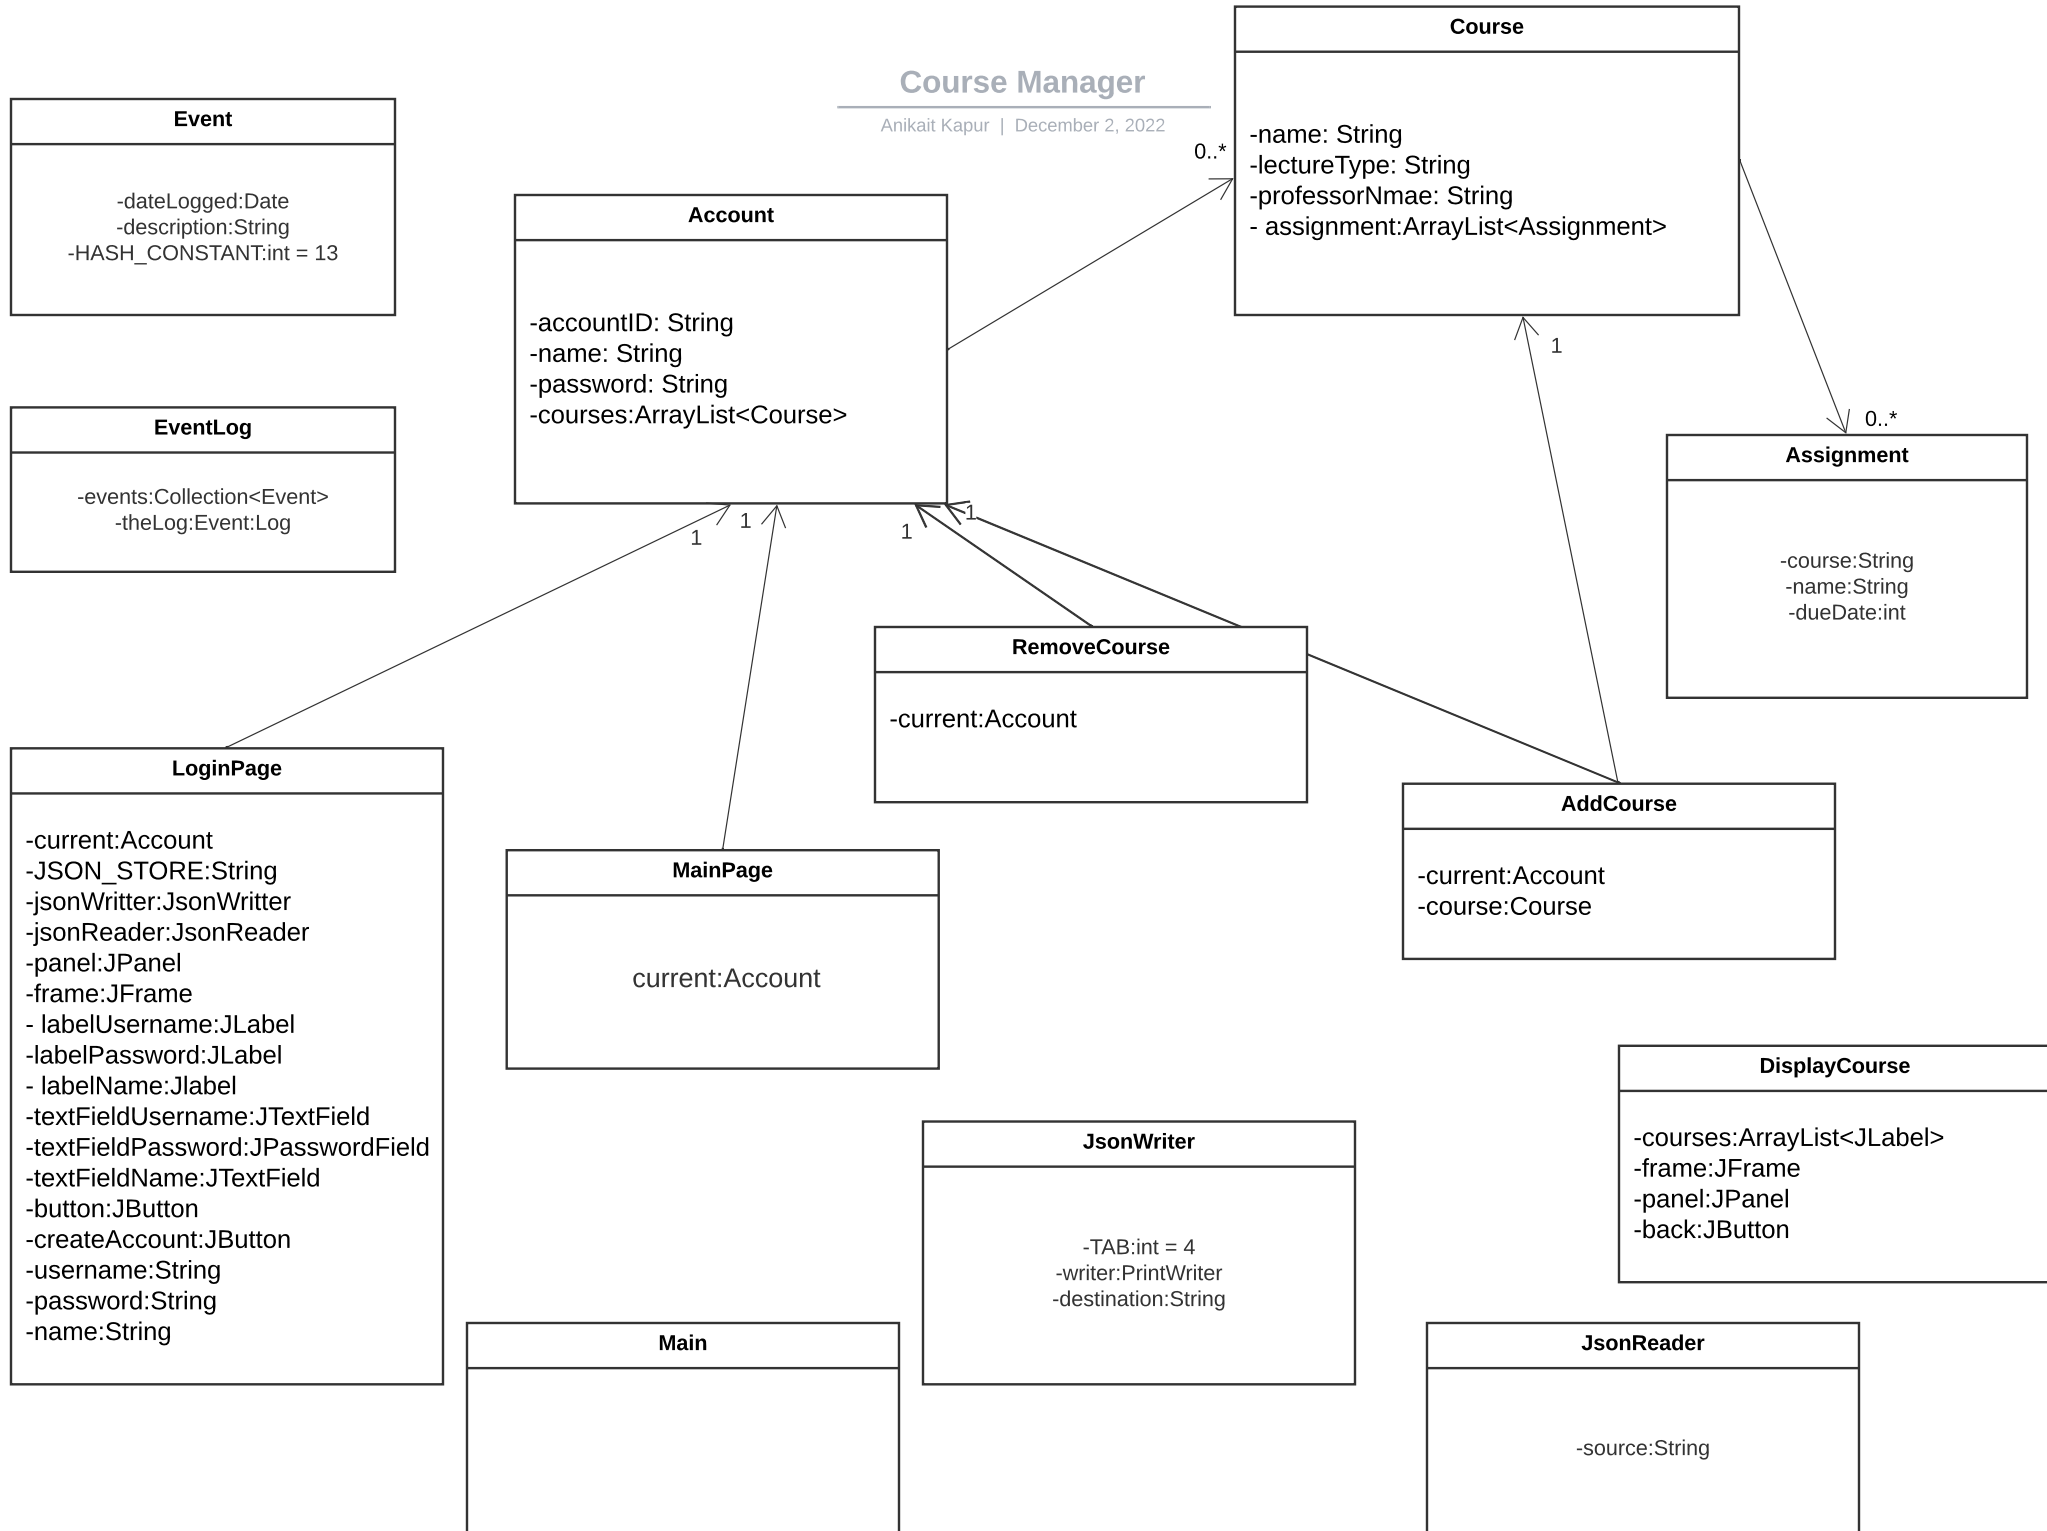 Course Manager
Anikait Kapur | December 2, 2022
Course
-name: String
-lectureType: String
-professorNmae: String
- assignment:ArrayList<Assignment>
0..*
Event
-dateLogged:Date
-description:String
-HASH_CONSTANT:int = 13
Account
-accountID: String
-name: String
-password: String
-courses:ArrayList<Course>
1
0..*
EventLog
-events:Collection<Event>
-theLog:Event:Log
Assignment
-course:String
-name:String
-dueDate:int
1
1
1
1
RemoveCourse
-current:Account
LoginPage
-current:Account
-JSON_STORE:String
-jsonWritter:JsonWritter
-jsonReader:JsonReader
-panel:JPanel
-frame:JFrame
- labelUsername:JLabel
-labelPassword:JLabel
- labelName:Jlabel
-textFieldUsername:JTextField
-textFieldPassword:JPasswordField
-textFieldName:JTextField
-button:JButton
-createAccount:JButton
-username:String
-password:String
-name:String
MainPage
current:Account
AddCourse
-current:Account
-course:Course
DisplayCourse
-courses:ArrayList<JLabel>
-frame:JFrame
-panel:JPanel
-back:JButton
JsonWriter
-TAB:int = 4
-writer:PrintWriter
-destination:String
Main
JsonReader
-source:String